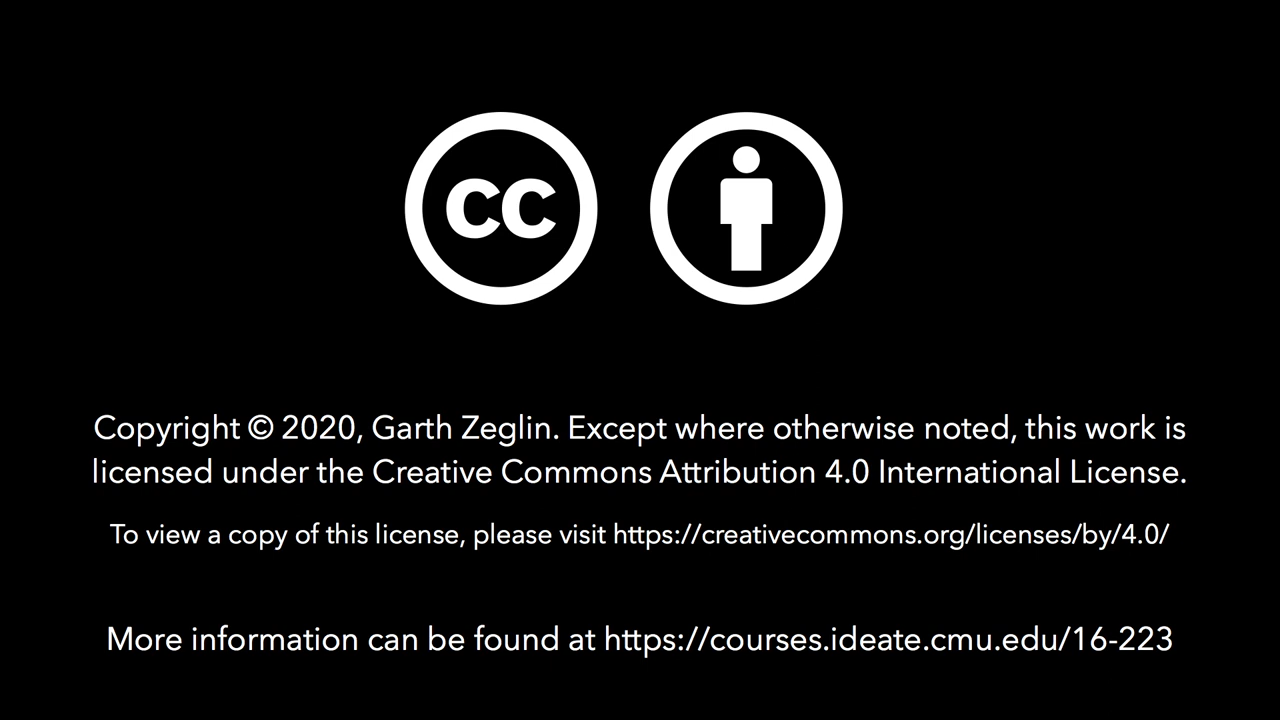 cc
Copyright © 2020, Garth Zeglin. Except where otherwise noted, this work is
licensed under the Creative Commons Attribution 4.0 International License.
To view a copy of this license, please visit https://creativecommons.org/licenses/by/4.0/
More information can be found at https://courses.ideate.cmu.edu/16-223